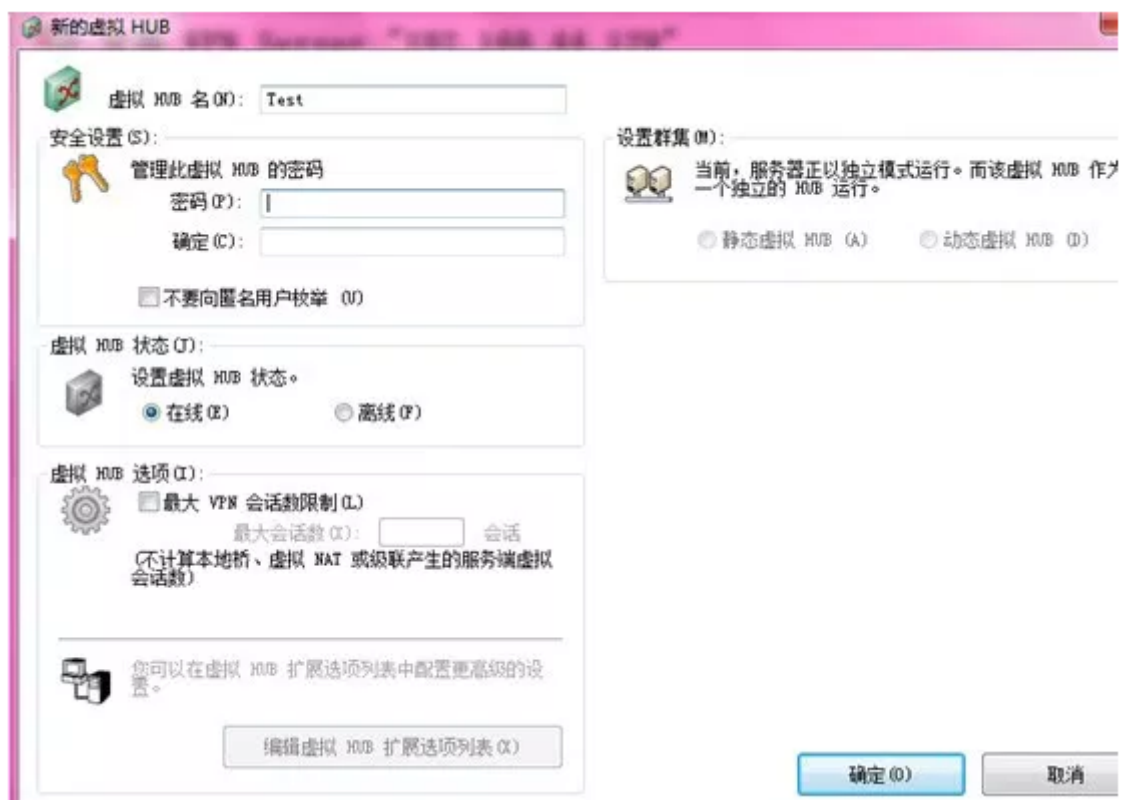 新的虚拟 HUB
虚拟 HUB 名(N): Test
安全设置(S):
管理此虚拟 HUB 的密码
密码(P):
确定(C):
不要向匿名用户枚举 (U)
设置群集(M):
当前，服务器正以独立模式运行。而该虚拟 HUB 作为
一个独立的 HUB 运行。
静态虚拟 HUB (A) 动态虚拟 HUB (D)
虚拟 HUB 状态(J):
设置虚拟 HUB 状态。
在线(E) 离线(F)
虚拟 HUB 选项(I):
最大 VPN 会话数限制(L)
最大会话数(X): 会话
(不计算本地桥、虚拟 NAT 或级联产生的服务端虚拟
会话数)
您可以在虚拟 HUB 扩展选项列表中配置更高级的设
置。
编辑虚拟 HUB 扩展选项列表(X)
确定(O) 取消